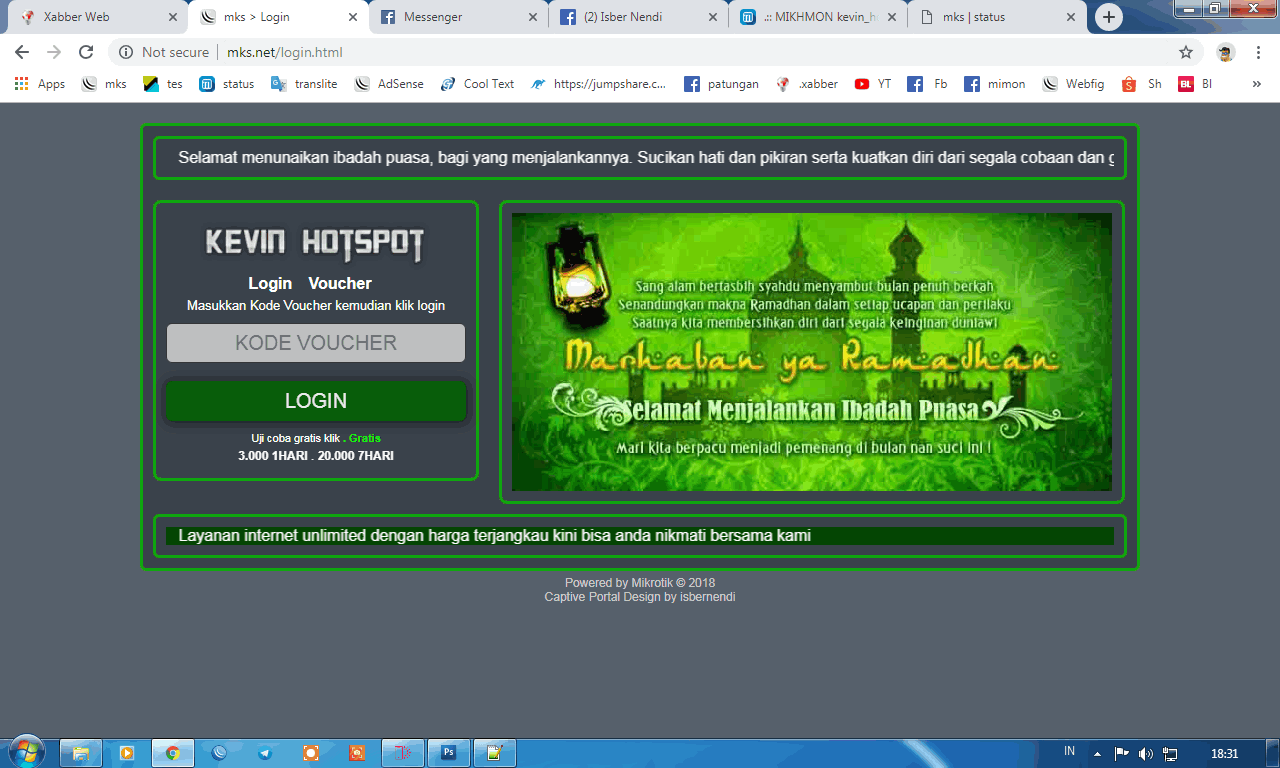 Xabber Web
mks > Login
Messenger
(2) Isber Nendi
.:: MIKHMON kevin_h
mks | status
Not secure | mks.net/login.html
Apps mks tes status translite AdSense Cool Text https://jumpshare.c... patungan .xabber YT Fb mimon Webfig Sh Bl »
Selamat menunaikan ibadah puasa, bagi yang menjalankannya. Sucikan hati dan pikiran serta kuatkan diri dari segala cobaan dan g
KEVIN HOTSPOT
Login Voucher
Masukkan Kode Voucher kemudian klik login
KODE VOUCHER
LOGIN
Uji coba gratis klik . Gratis
3.000 1HARI . 20.000 7HARI
Sang alam bertasbih syahdu menyambut bulan penuh berkah
Senandungkan makna Ramadhan dalam setiap ucapan dan perilaku
Saatnya kita membersihkan diri dari segala keinginan duniawi
Marhaban ya Ramadhan
Selamat Menjalankan Ibadah Puasa
Mari kita berpacu menjadi pemenang di bulan nan suci ini !
Layanan internet unlimited dengan harga terjangkau kini bisa anda nikmati bersama kami
Powered by Mikrotik © 2018
Captive Portal Design by isbernendi
Ps
IN
18:31